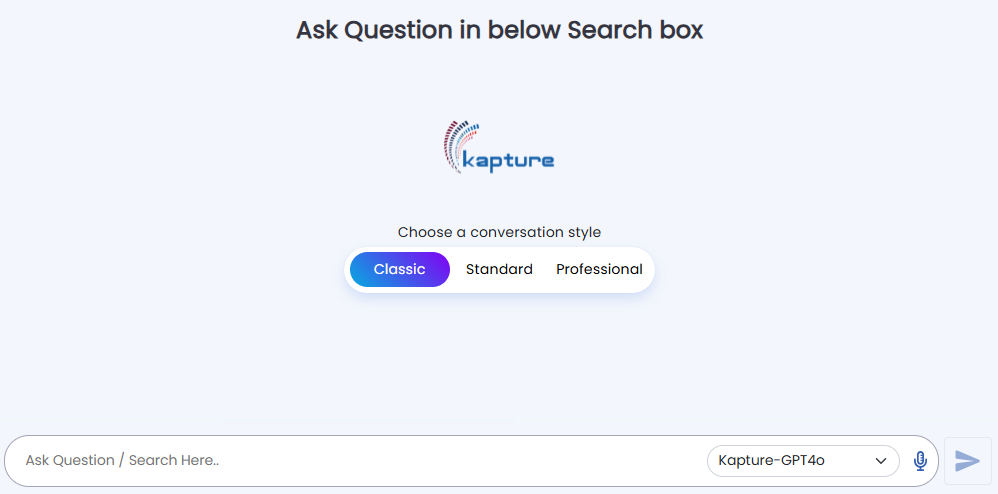 Ask Question in below Search box
kapture
Choose a conversation style
Classic Standard Professional
Ask Question / Search Here.. Kapture-GPT4o